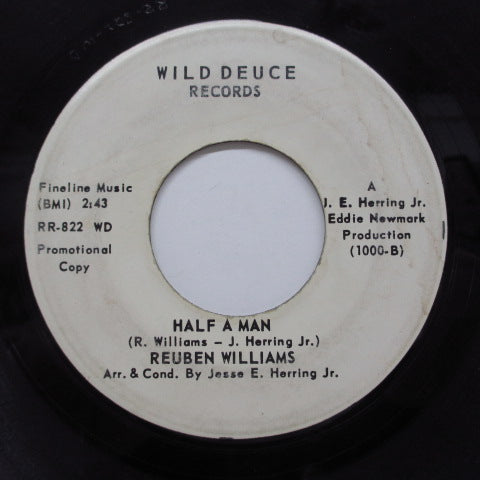 WILD DEUCE
RECORDS
Fineline Music
(BMI) 2:43
RR-822 WD
Promotional
Copy
A
J. E. Herring Jr.
Eddie Newmark
Production
(1000-B)
HALF A MAN
(R. Williams - J. Herring Jr.)
REUBEN WILLIAMS
Arr. & Cond. By Jesse E. Herring Jr.